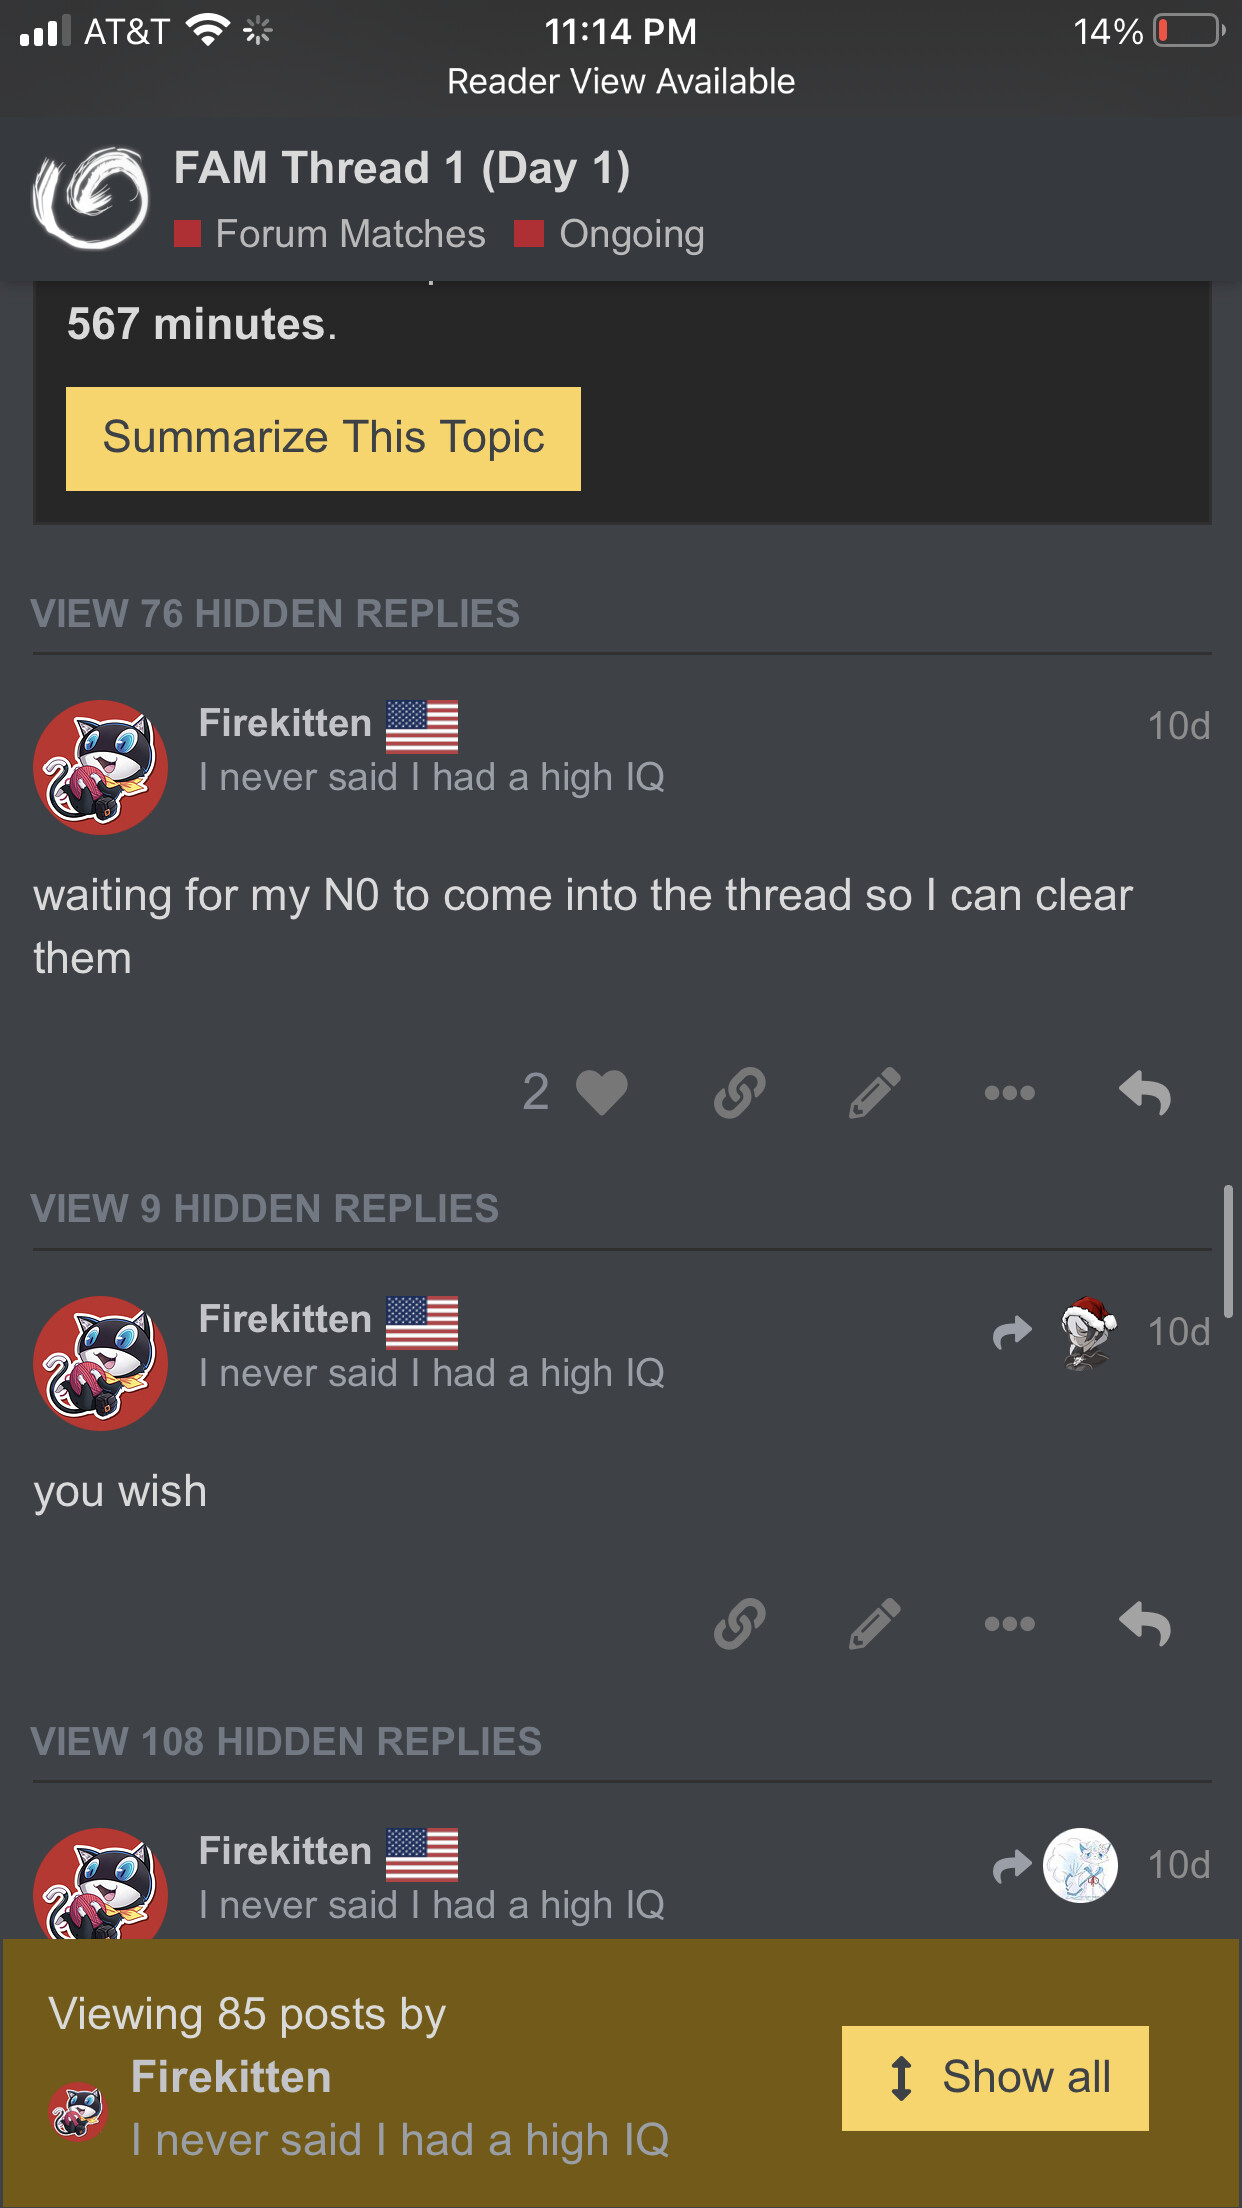 AT&T 11:14 PM 14%
Reader View Available
FAM Thread 1 (Day 1)
Forum Matches Ongoing
567 minutes.
Summarize This Topic
VIEW 76 HIDDEN REPLIES
Firekitten 10d
I never said I had a high IQ
waiting for my N0 to come into the thread so I can clear
them
2
VIEW 9 HIDDEN REPLIES
Firekitten 10d
I never said I had a high IQ
you wish
VIEW 108 HIDDEN REPLIES
Firekitten 10d
I never said I had a high IQ
Viewing 85 posts by
Firekitten
I never said I had a high IQ
Show all